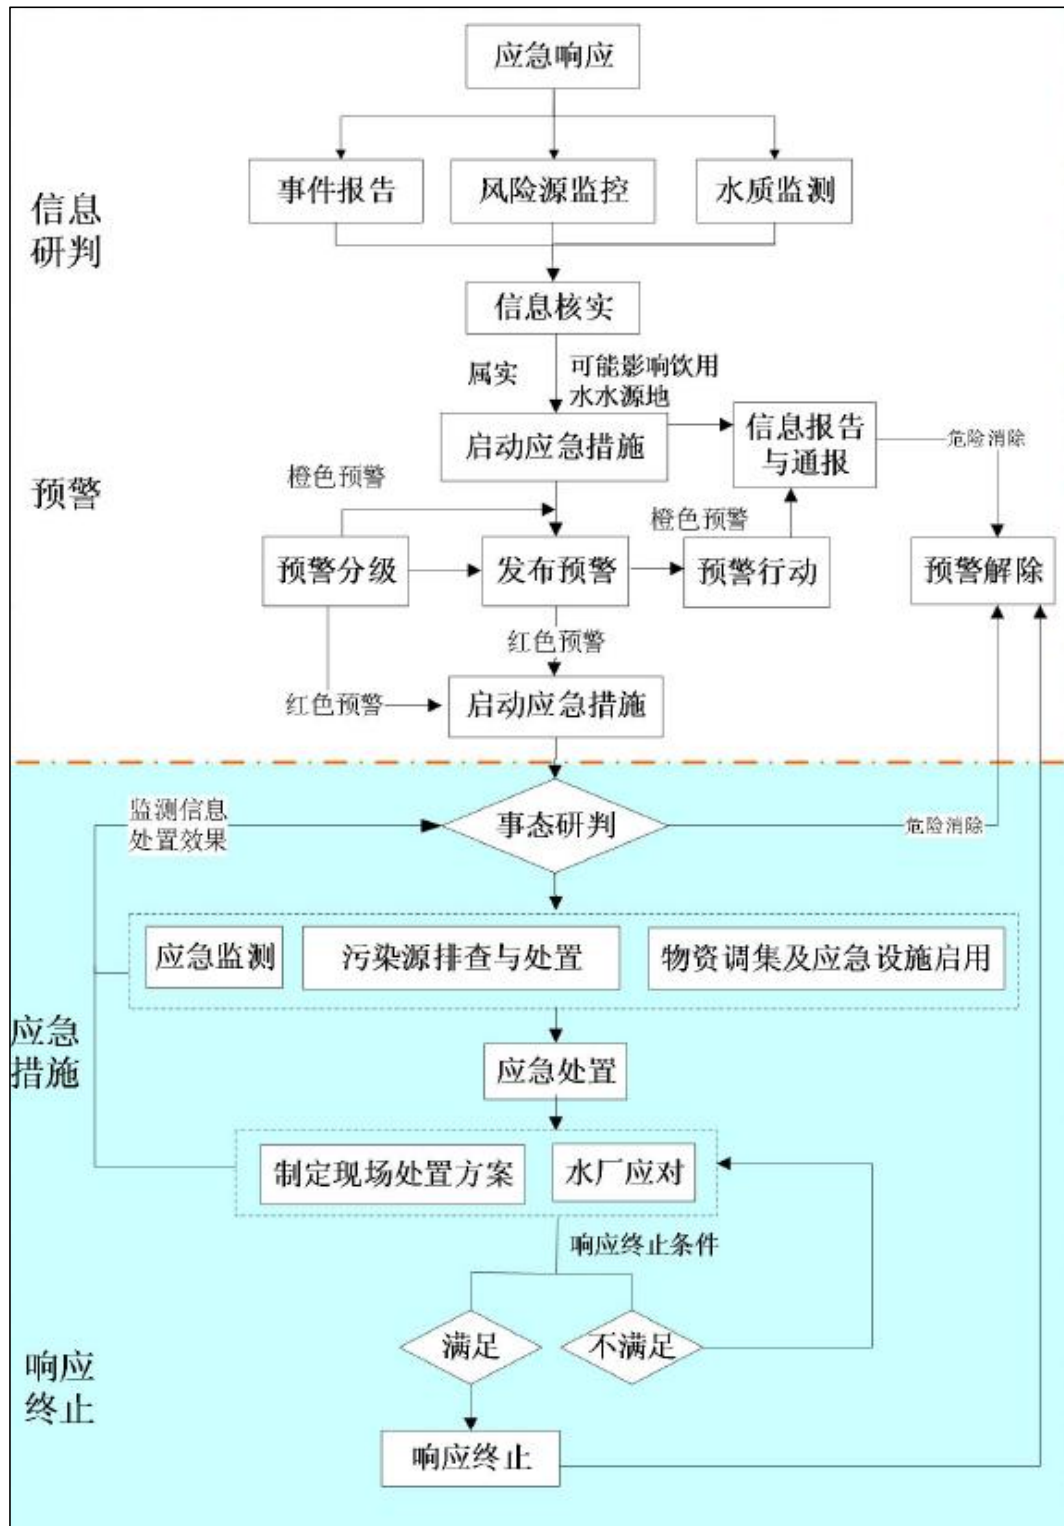 应急响应
事件报告
风险源监控
水质监测
信息
研判
信息核实
属实
可能影响饮用
水水源地
启动应急措施
信息报告
与通报
危险消除
橙色预警
预警
橙色预警
预警分级
发布预警
预警行动
预警解除
红色预警
红色预警
启动应急措施
监测信息
处置效果
事态研判
危险消除
应急监测
污染源排查与处置
物资调集及应急设施启用
应急
措施
应急处置
制定现场处置方案
水厂应对
响应终止条件
满足
不满足
响应
终止
响应终止